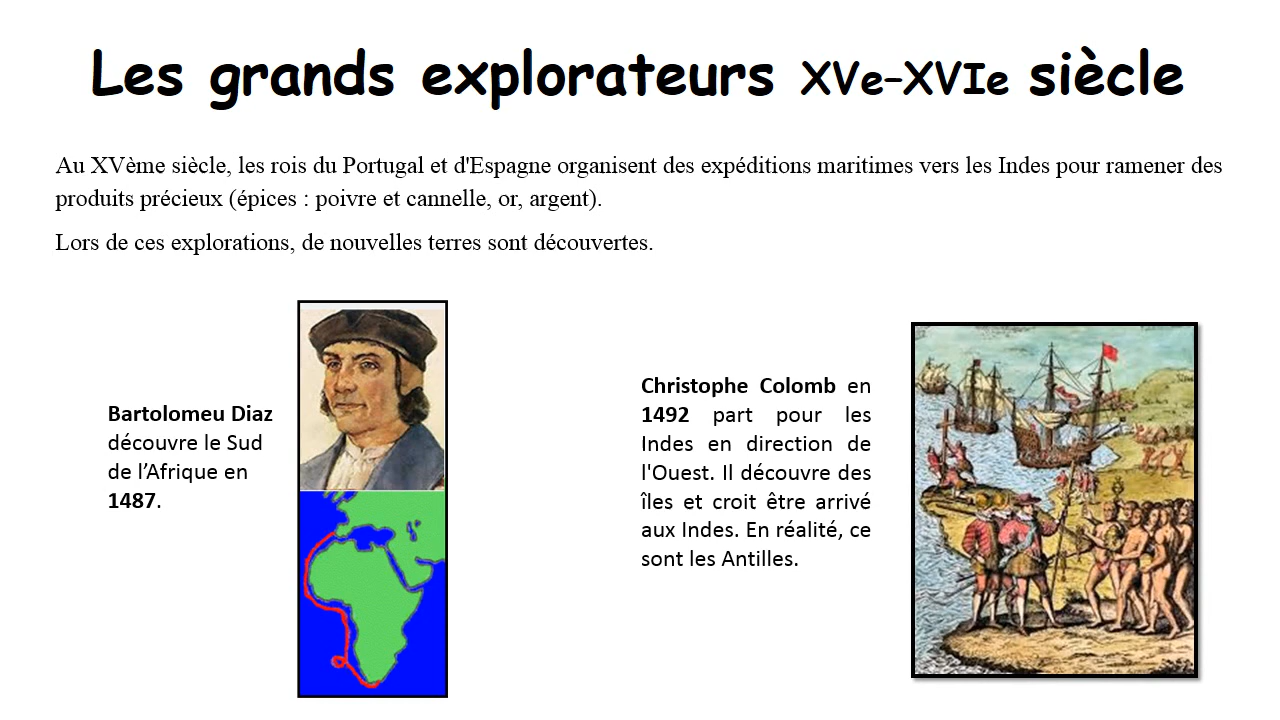 Les grands explorateurs XVe–XVIe siècle
Au XVème siècle, les rois du Portugal et d'Espagne organisent des expéditions maritimes vers les Indes pour ramener des
produits précieux (épices : poivre et cannelle, or, argent).
Lors de ces explorations, de nouvelles terres sont découvertes.
Bartolomeu Diaz
découvre le Sud
de l’Afrique en
1487.
Christophe Colomb en
1492 part pour les
Indes en direction de
l'Ouest. Il découvre des
îles et croit être arrivé
aux Indes. En réalité, ce
sont les Antilles.